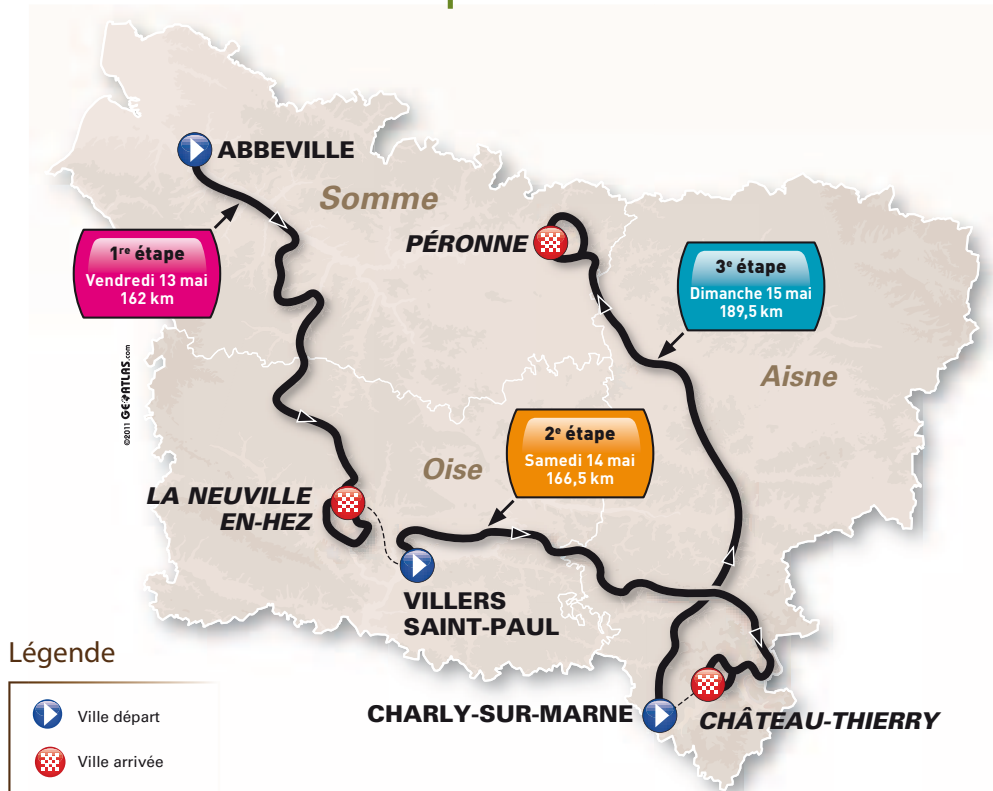 ABBEVILLE
Somme
PÉRONNE
1re étape
Vendredi 13 mai
162 km
3e étape
Dimanche 15 mai
189,5 km
©2011 GEOATLAS.com
Aisne
2e étape
Samedi 14 mai
166,5 km
Oise
LA NEUVILLE
EN-HEZ
VILLERS
SAINT-PAUL
CHARLY-SUR-MARNE
CHÂTEAU-THIERRY
Légende
Ville départ
Ville arrivée